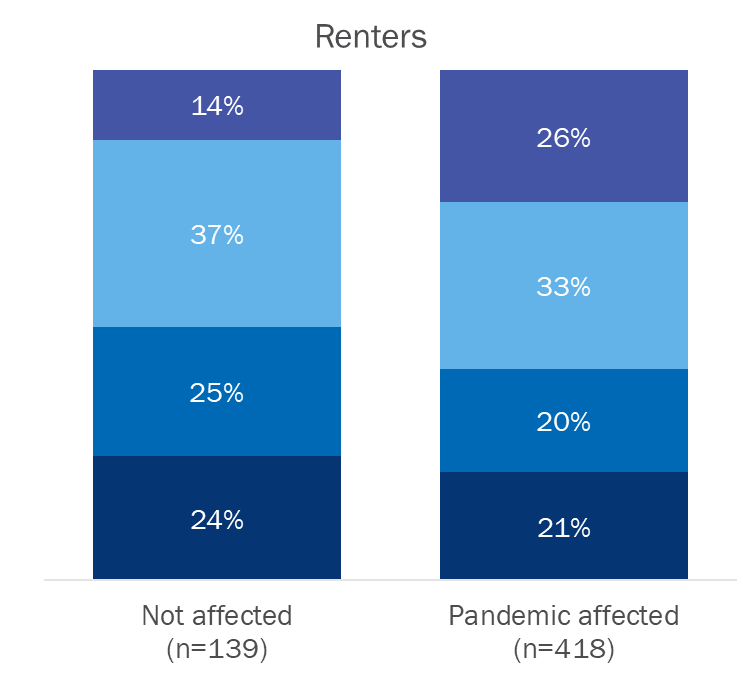 Renters
14%
26%
37%
33%
25%
20%
24%
21%
Not affected
(n=139)
Pandemic affected
(n=418)